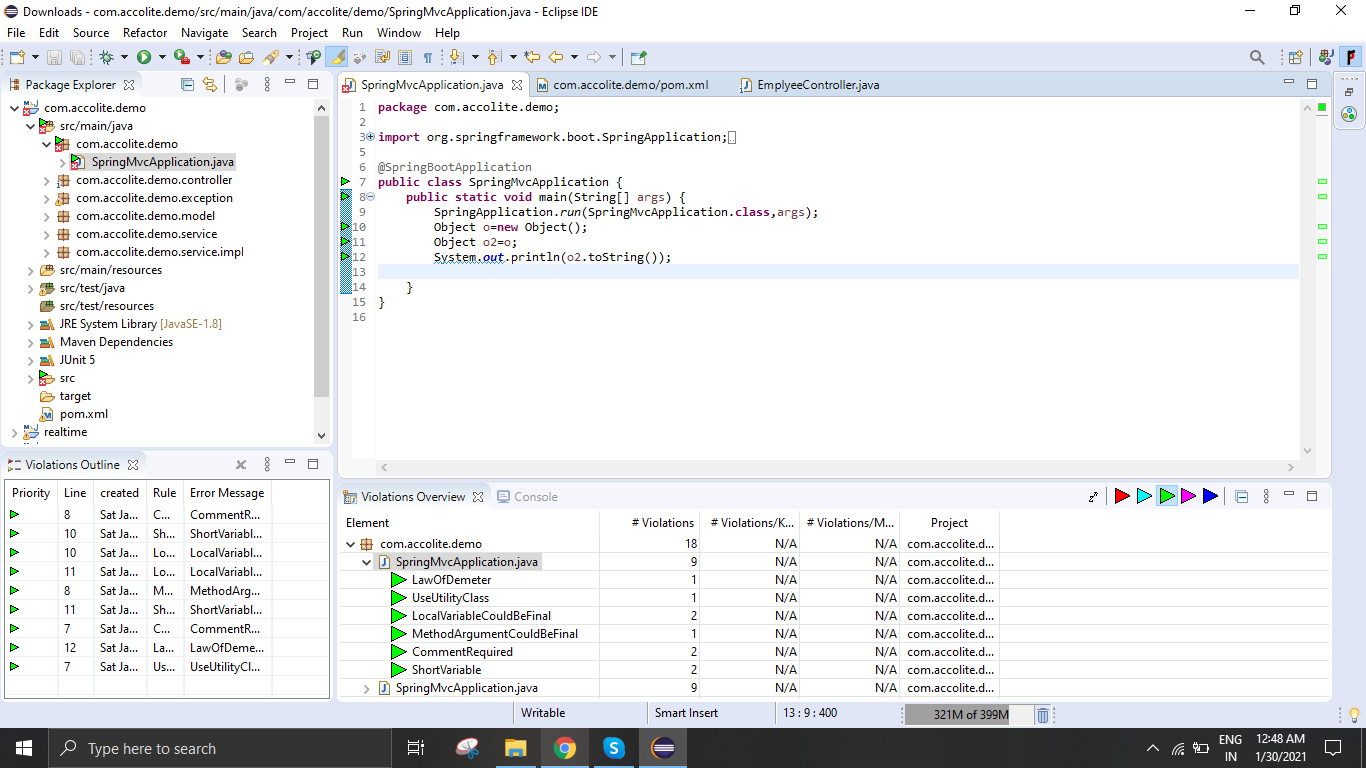 Downloads - com.accolite.demo/src/main/java/com/accolite/demo/SpringMvcApplication.java - Eclipse IDE
File Edit Source Refactor Navigate Search Project Run Window Help
Package Explorer
com.accolite.demo
src/main/java
com.accolite.demo
SpringMvcApplication.java
com.accolite.demo.controller
com.accolite.demo.exception
com.accolite.demo.model
com.accolite.demo.service
com.accolite.demo.service.impl
src/main/resources
src/test/java
src/test/resources
JRE System Library [JavaSE-1.8]
Maven Dependencies
JUnit 5
src
target
pom.xml
realtime
SpringMvcApplication.java com.accolite.demo/pom.xml EmplyeeController.java
1 package com.accolite.demo;
2
3 import org.springframework.boot.SpringApplication;
5
6 @SpringBootApplication
7 public class SpringMvcApplication {
8 public static void main(String[] args) {
9 SpringApplication.run(SpringMvcApplication.class,args);
10 Object o=new Object();
11 Object o2=o;
12 System.out.println(o2.toString());
13
14 }
15 }
16
Violations Outline
Priority Line created Rule Error Message
8 Sat Ja... C... CommentR...
10 Sat Ja... Sh... ShortVariabl...
10 Sat Ja... Lo... LocalVariabl...
11 Sat Ja... Lo... LocalVariabl...
8 Sat Ja... M... MethodArg...
11 Sat Ja... Sh... ShortVariabl...
7 Sat Ja... C... CommentR...
12 Sat Ja... La... LawOfDeme...
7 Sat Ja... Us... UseUtilityCl...
Violations Overview Console
Element # Violations # Violations/K... # Violations/M... Project
com.accolite.demo 18 N/A N/A com.accolite.d...
SpringMvcApplication.java 9 N/A N/A com.accolite.d...
LawOfDemeter 1 N/A N/A com.accolite.d...
UseUtilityClass 1 N/A N/A com.accolite.d...
LocalVariableCouldBeFinal 2 N/A N/A com.accolite.d...
MethodArgumentCouldBeFinal 1 N/A N/A com.accolite.d...
CommentRequired 2 N/A N/A com.accolite.d...
ShortVariable 2 N/A N/A com.accolite.d...
SpringMvcApplication.java 9 N/A N/A com.accolite.d...
Writable Smart Insert 13 : 9 : 400 321M of 399M
Type here to search
ENG
IN
12:48 AM
1/30/2021